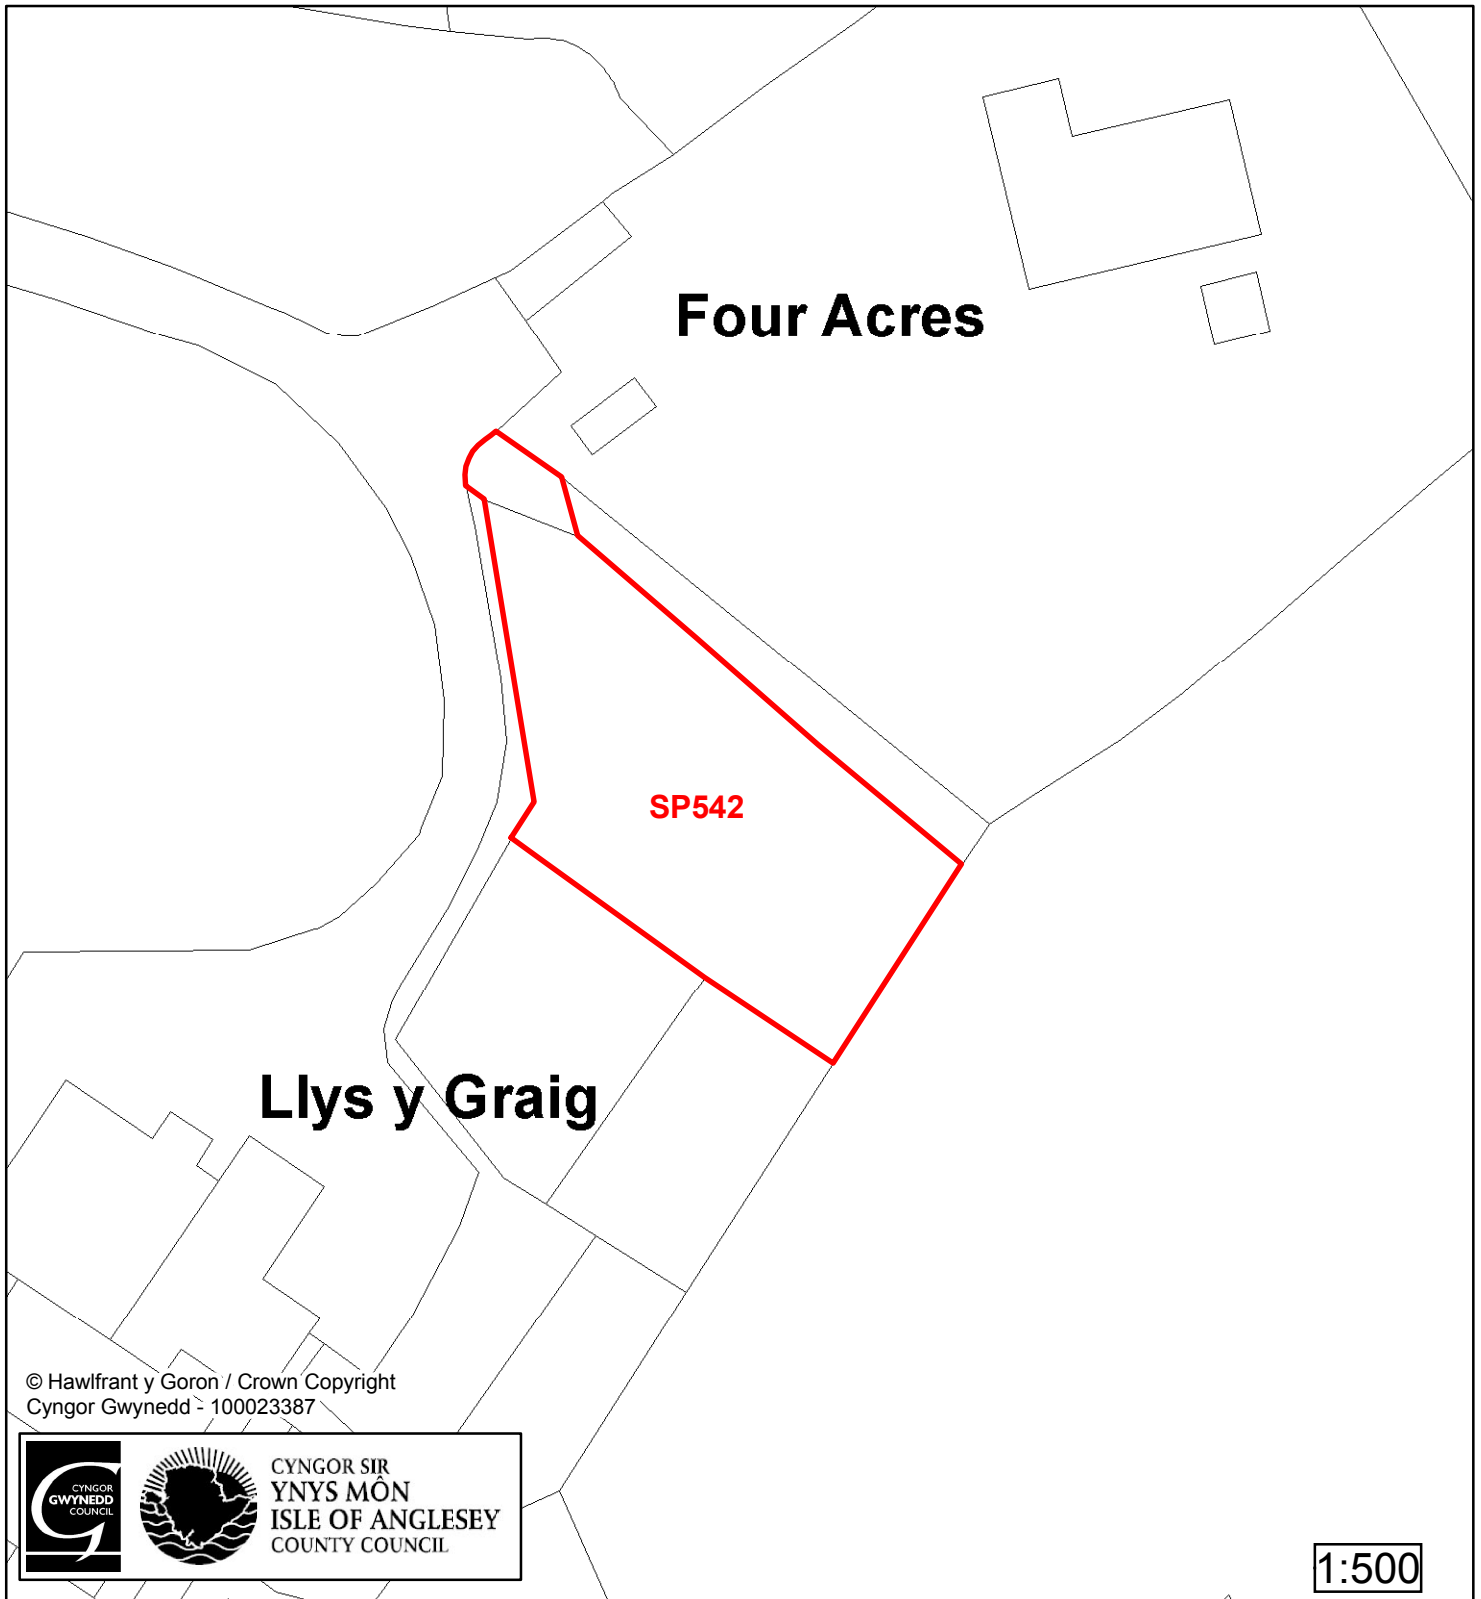 Four Acres
SP542
Llys y Graig
© Hawlfrant y Goron / Crown Copyright
Cyngor Gwynedd - 100023387
CYNGOR
GWYNEDD
COUNCIL
CYNGOR SIR
YNYS MÔN
ISLE OF ANGLESEY
COUNTY COUNCIL
1:500